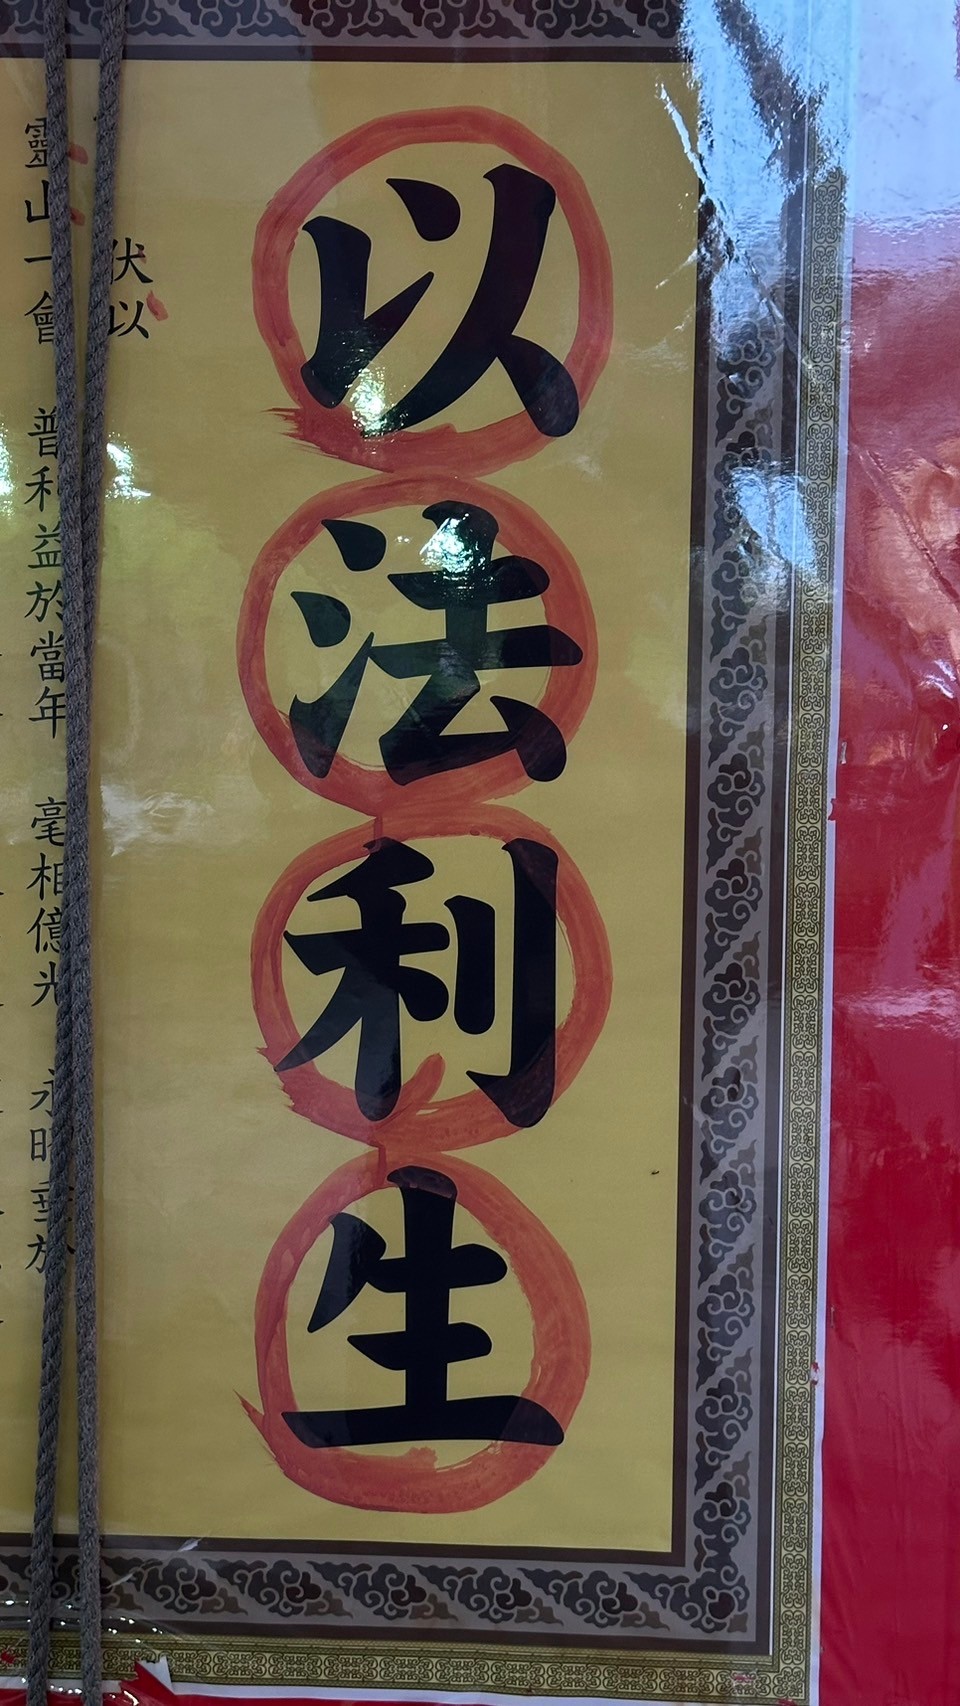 以法利生
伏以
靈山一會 普利益於當年 毫相億光 永